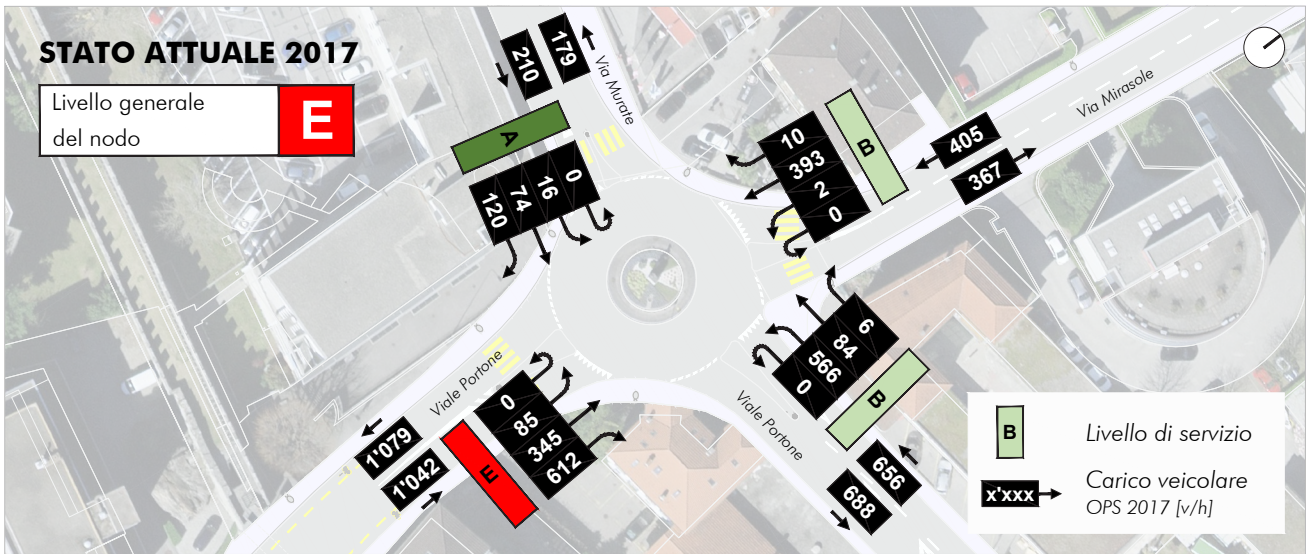 STATO ATTUALE 2017
Livello generale
del nodo
E
210
179
Via Murate
A
120
74
16
0
10
393
2
0
B
405
367
Via Mirasole
Viale Portone
1'079
1'042
E
0
85
345
612
6
84
566
0
B
Viale Portone
656
688
B
Livello di servizio
x'xxx
Carico veicolare
OPS 2017 [v/h]